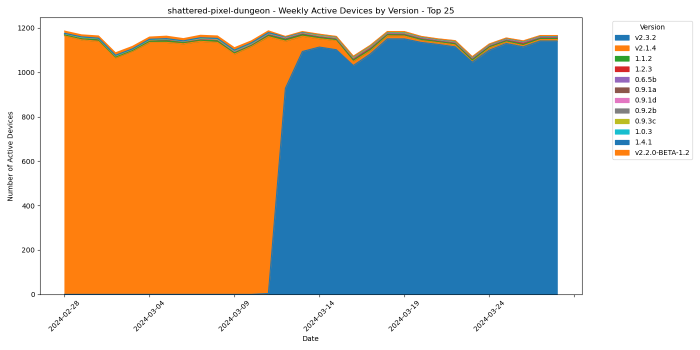 shattered-pixel-dungeon - Weekly Active Devices by Version - Top 25
Number of Active Devices
1200
1000
800
600
400
200
0
2024-02-28
2024-03-04
2024-03-09
2024-03-14
2024-03-19
2024-03-24
Date
Version
v2.3.2
v2.1.4
1.1.2
1.2.3
0.6.5b
0.9.1a
0.9.1d
0.9.2b
0.9.3c
1.0.3
1.4.1
v2.2.0-BETA-1.2